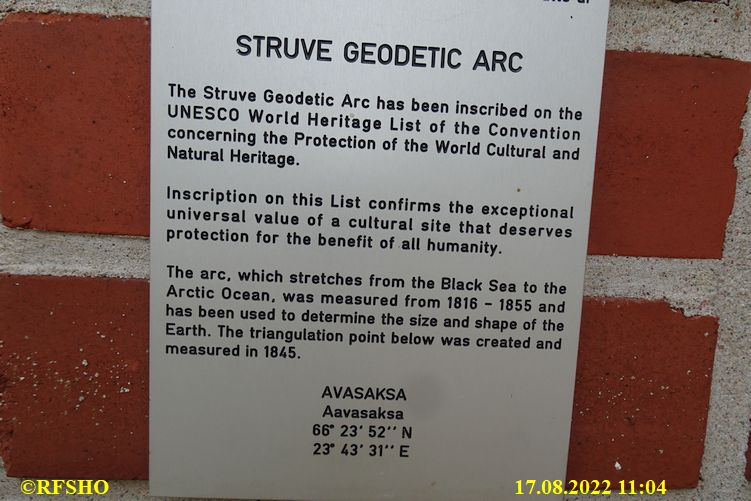 STRUVE GEODETIC ARC
The Struve Geodetic Arc has been inscribed on the
UNESCO World Heritage List of the Convention
concerning the Protection of the World Cultural and
Natural Heritage.
Inscription on this List confirms the exceptional
universal value of a cultural site that deserves
protection for the benefit of all humanity.
The arc, which stretches from the Black Sea to the
Arctic Ocean, was measured from 1816 - 1855 and
has been used to determine the size and shape of the
Earth. The triangulation point below was created and
measured in 1845.
AVASAKSA
Aavasaksa
66° 23' 52'' N
23° 43' 31'' E
©RFSHO
17.08.2022 11:04